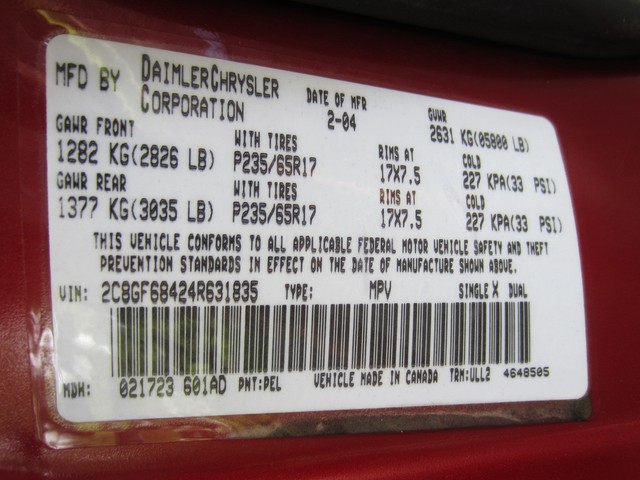 MFD BY DAIMLERCHRYSLER CORPORATION
DATE OF MFR 2-04
GVWR 2631 KG(05800 LB)
GAWR FRONT WITH TIRES RIMS AT COLD
1282 KG(2826 LB) P235/65R17 17X7.5 227 KPA(33 PSI)
GAWR REAR WITH TIRES RIMS AT COLD
1377 KG(3035 LB) P235/65R17 17X7.5 227 KPA(33 PSI)
THIS VEHICLE CONFORMS TO ALL APPLICABLE FEDERAL MOTOR VEHICLE SAFETY AND THEFT
PREVENTION STANDARDS IN EFFECT ON THE DATE OF MANUFACTURE SHOWN ABOVE.
VIN: 2C8GF68424R631835 TYPE: MPV SINGLE X DUAL
MDH: 021723 601AD PNT:PEL VEHICLE MADE IN CANADA TRM:ULL2 4648505